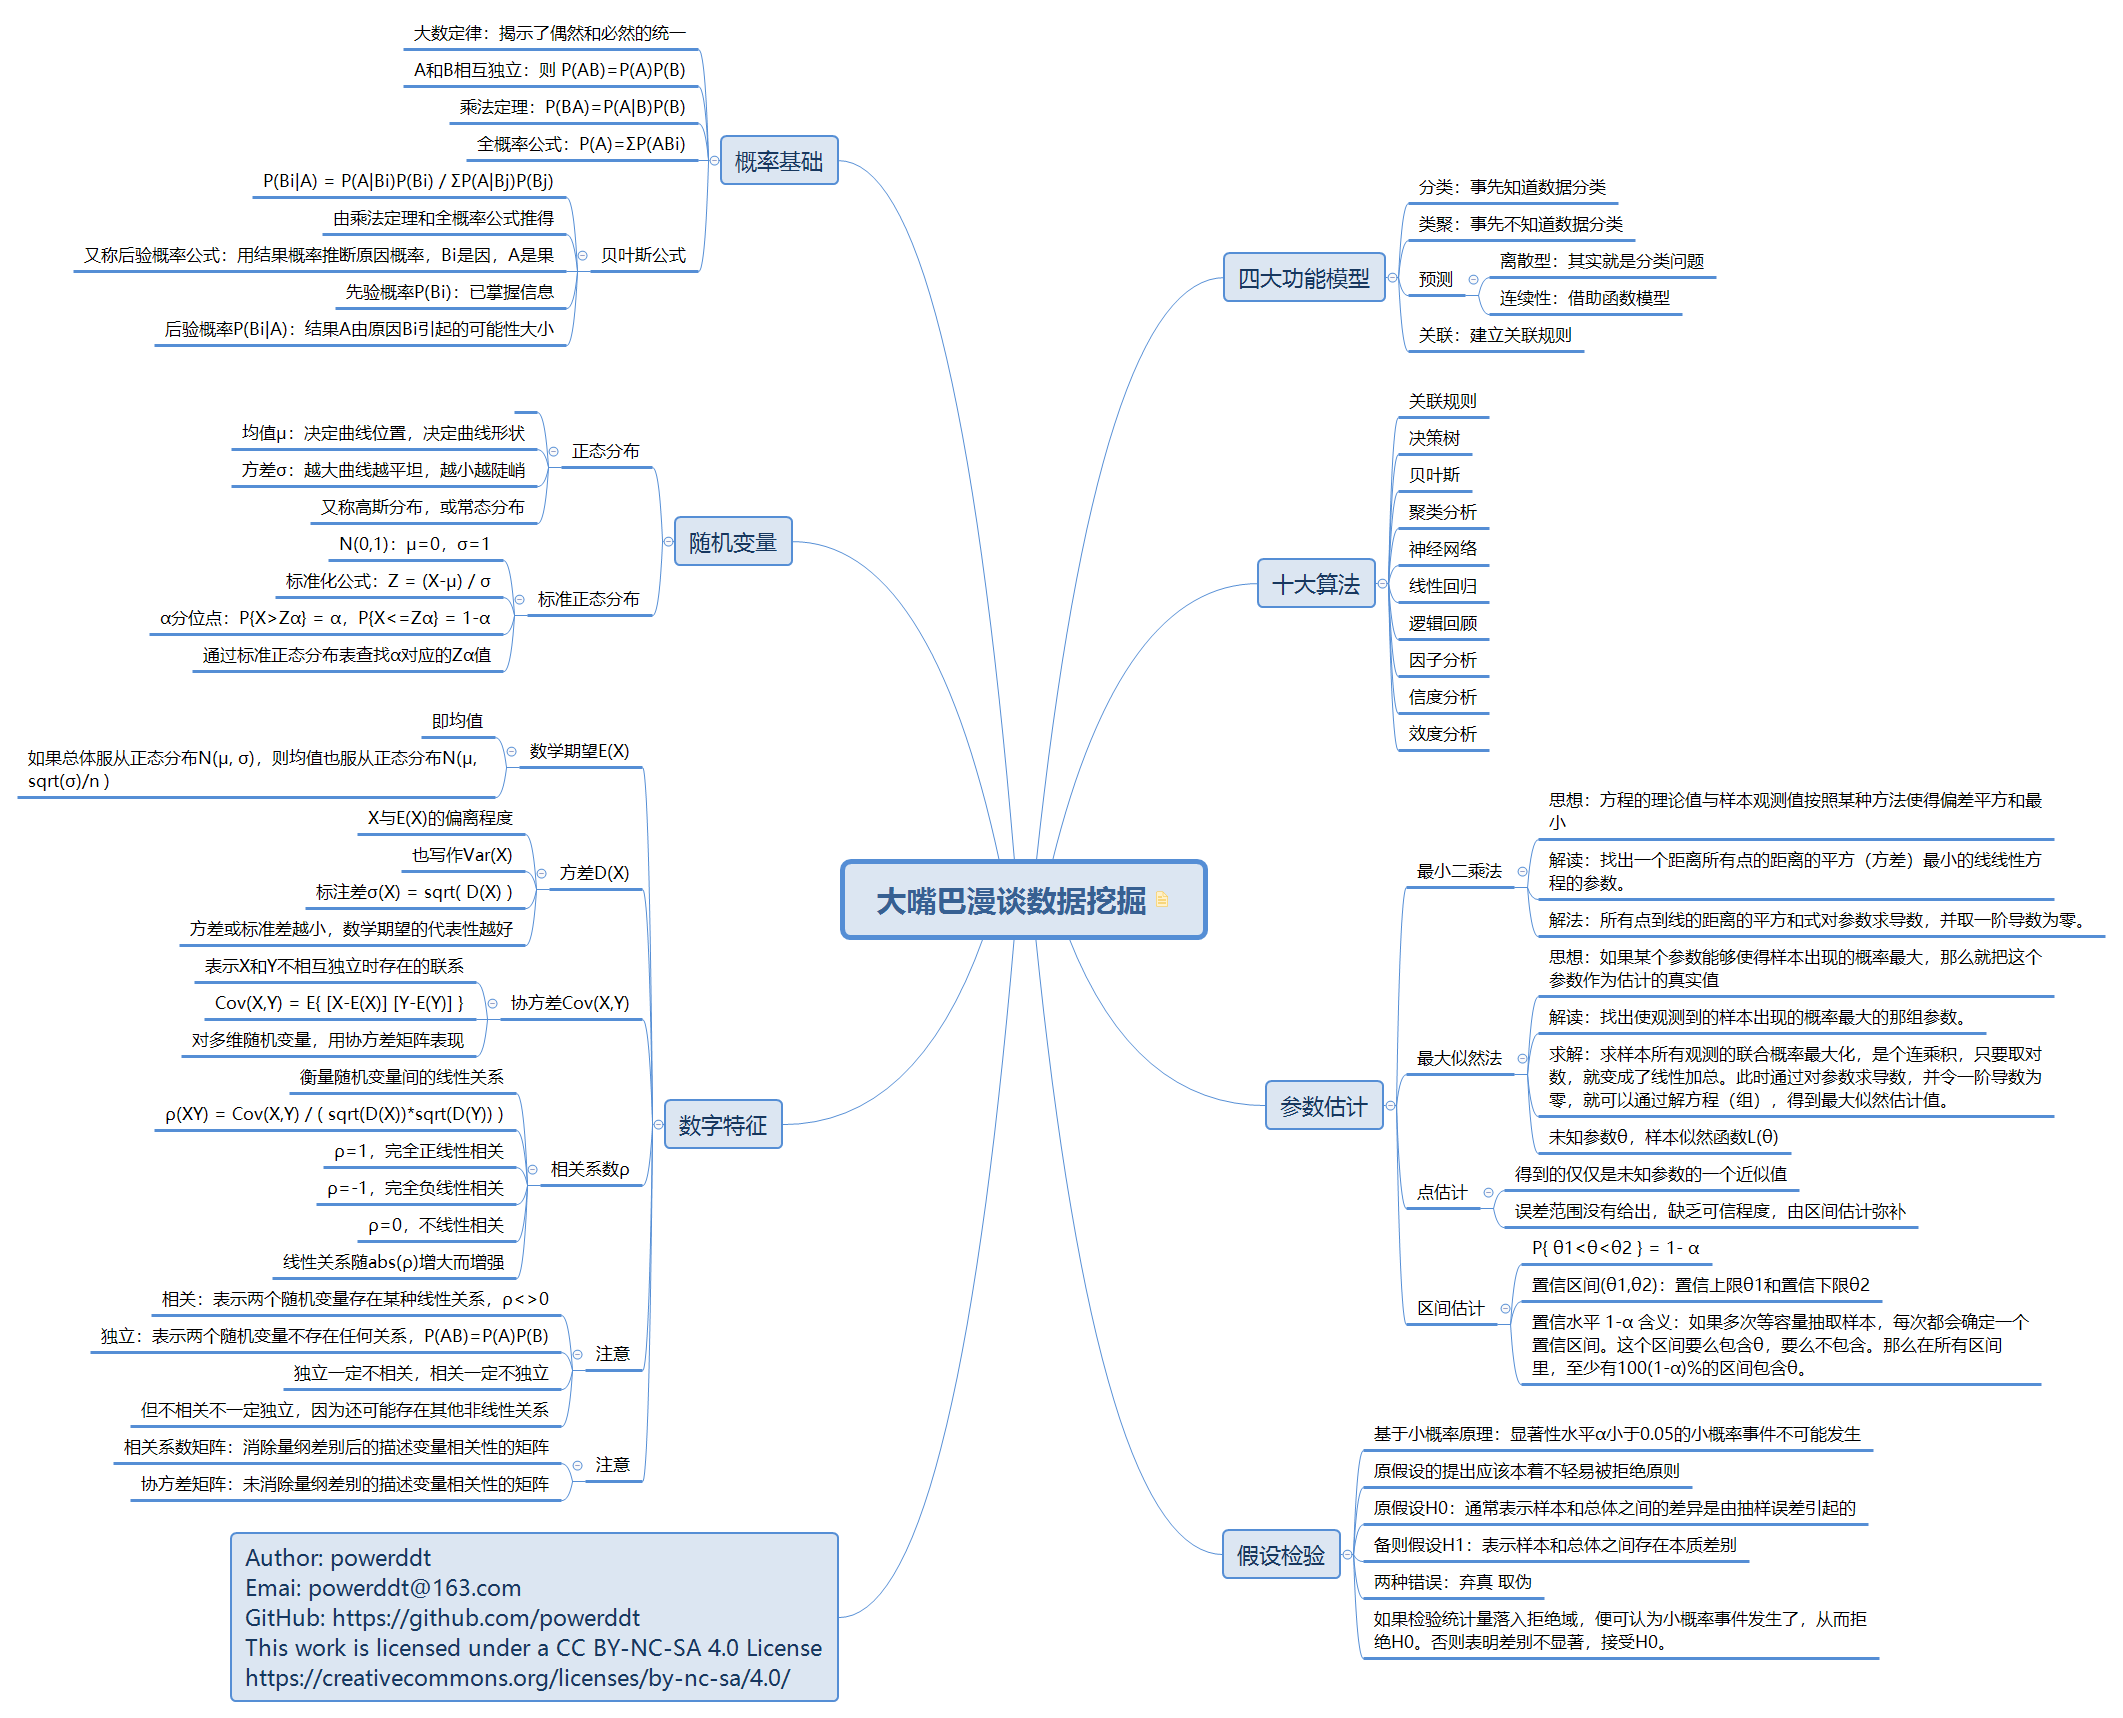 大嘴巴漫谈数据挖掘
概率基础
大数定律：揭示了偶然和必然的统一
A和B相互独立：则 P(AB)=P(A)P(B)
乘法定理：P(BA)=P(A|B)P(B)
全概率公式：P(A)=ΣP(ABi)
贝叶斯公式
P(Bi|A) = P(A|Bi)P(Bi) / ΣP(A|Bj)P(Bj)
由乘法定理和全概率公式推得
又称后验概率公式：用结果概率推断原因概率，Bi是因，A是果
先验概率P(Bi)：已掌握信息
后验概率P(Bi|A)：结果A由原因Bi引起的可能性大小
随机变量
正态分布
均值μ：决定曲线位置，决定曲线形状
方差σ：越大曲线越平坦，越小越陡峭
又称高斯分布，或常态分布
标准正态分布
N(0,1)：μ=0，σ=1
标准化公式：Z = (X-μ) / σ
α分位点：P{X>Zα} = α，P{X<=Zα} = 1-α
通过标准正态分布表查找α对应的Zα值
数字特征
数学期望E(X)
即均值
如果总体服从正态分布N(μ, σ)，则均值也服从正态分布N(μ,
sqrt(σ)/n )
方差D(X)
X与E(X)的偏离程度
也写作Var(X)
标注差σ(X) = sqrt( D(X) )
方差或标准差越小，数学期望的代表性越好
协方差Cov(X,Y)
表示X和Y不相互独立时存在的联系
Cov(X,Y) = E{ [X-E(X)] [Y-E(Y)] }
对多维随机变量，用协方差矩阵表现
相关系数ρ
衡量随机变量间的线性关系
ρ(XY) = Cov(X,Y) / ( sqrt(D(X))*sqrt(D(Y)) )
ρ=1，完全正线性相关
ρ=-1，完全负线性相关
ρ=0，不线性相关
线性关系随abs(ρ)增大而增强
注意
相关：表示两个随机变量存在某种线性关系，ρ<>0
独立：表示两个随机变量不存在任何关系，P(AB)=P(A)P(B)
独立一定不相关，相关一定不独立
但不相关不一定独立，因为还可能存在其他非线性关系
注意
相关系数矩阵：消除量纲差别后的描述变量相关性的矩阵
协方差矩阵：未消除量纲差别的描述变量相关性的矩阵
Author: powerddt
Emai: powerddt@163.com
GitHub: https://github.com/powerddt
This work is licensed under a CC BY-NC-SA 4.0 License
https://creativecommons.org/licenses/by-nc-sa/4.0/
四大功能模型
分类：事先知道数据分类
类聚：事先不知道数据分类
预测
离散型：其实就是分类问题
连续性：借助函数模型
关联：建立关联规则
十大算法
关联规则
决策树
贝叶斯
聚类分析
神经网络
线性回归
逻辑回顾
因子分析
信度分析
效度分析
参数估计
最小二乘法
思想：方程的理论值与样本观测值按照某种方法使得偏差平方和最
小
解读：找出一个距离所有点的距离的平方（方差）最小的线线性方
程的参数。
解法：所有点到线的距离的平方和式对参数求导数，并取一阶导数为零。
最大似然法
思想：如果某个参数能够使得样本出现的概率最大，那么就把这个
参数作为估计的真实值
解读：找出使观测到的样本出现的概率最大的那组参数。
求解：求样本所有观测的联合概率最大化，是个连乘积，只要取对
数，就变成了线性加总。此时通过对参数求导数，并令一阶导数为
零，就可以通过解方程（组），得到最大似然估计值。
未知参数θ，样本似然函数L(θ)
点估计
得到的仅仅是未知参数的一个近似值
误差范围没有给出，缺乏可信程度，由区间估计弥补
区间估计
P{ θ1<θ<θ2 } = 1- α
置信区间(θ1,θ2)：置信上限θ1和置信下限θ2
置信水平 1-α 含义：如果多次等容量抽取样本，每次都会确定一个
置信区间。这个区间要么包含θ，要么不包含。那么在所有区间
里，至少有100(1-α)%的区间包含θ。
假设检验
基于小概率原理：显著性水平α小于0.05的小概率事件不可能发生
原假设的提出应该本着不轻易被拒绝原则
原假设H0：通常表示样本和总体之间的差异是由抽样误差引起的
备则假设H1：表示样本和总体之间存在本质差别
两种错误：弃真 取伪
如果检验统计量落入拒绝域，便可认为小概率事件发生了，从而拒
绝H0。否则表明差别不显著，接受H0。